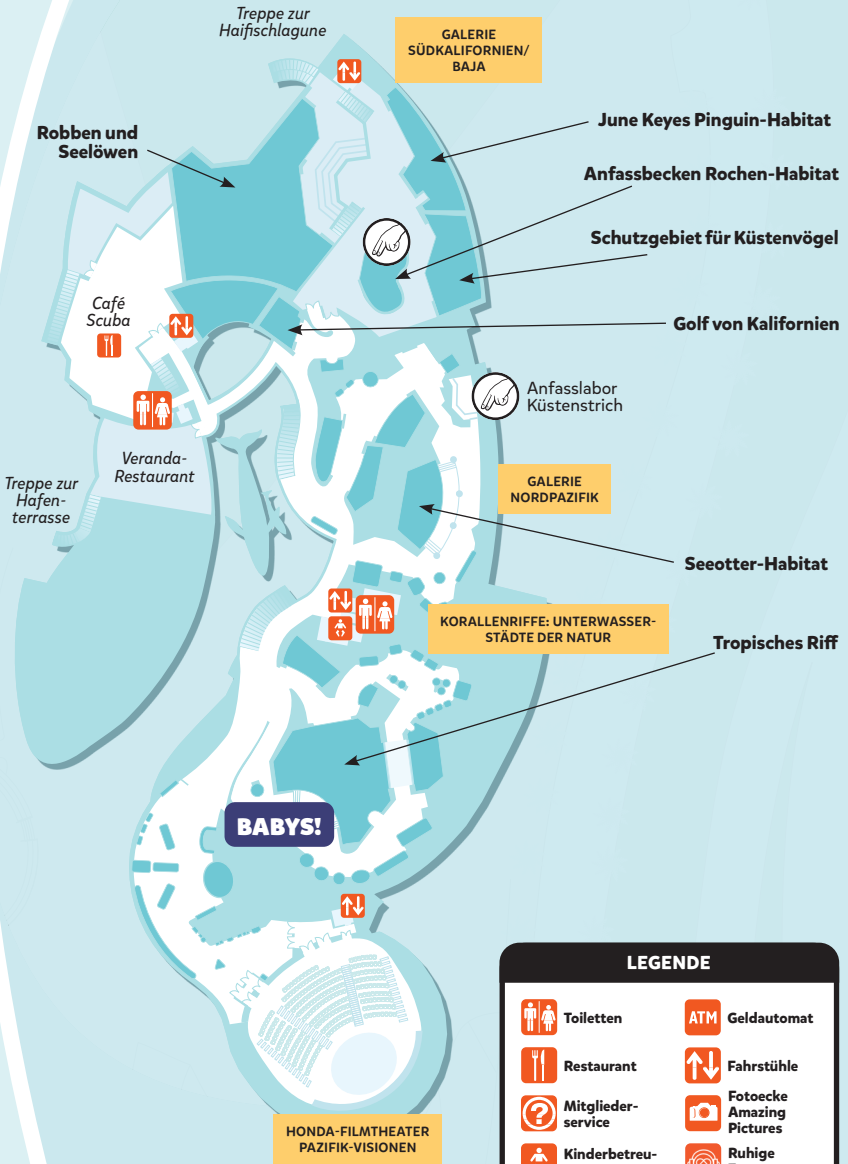 Treppe zur
Haifischlagune
GALERIE
SÜDKALIFORNIEN/
BAJA
Robben und
Seelöwen
June Keyes Pinguin-Habitat
Anfassbecken Rochen-Habitat
Schutzgebiet für Küstenvögel
Café
Scuba
Golf von Kalifornien
Anfasslabor
Küstenstrich
Veranda-
Restaurant
Treppe zur
Hafen-
terrasse
GALERIE
NORDPAZIFIK
Seeotter-Habitat
KORALLENRIFFE: UNTERWASSER-
STÄDTE DER NATUR
Tropisches Riff
BABYS!
HONDA-FILMTHEATER
PAZIFIK-VISIONEN
LEGENDE
Toiletten
ATM Geldautomat
Restaurant
Fahrstühle
? Mitglieder-
service
Fotoecke
Amazing
Pictures
Kinderbetreu-
Ruhige